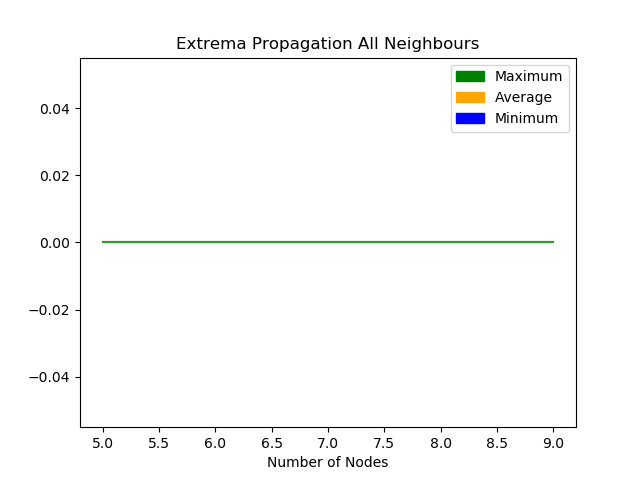 Extrema Propagation All Neighbours
Maximum
Average
Minimum
0.04
0.02
0.00
−0.02
−0.04
5.0 5.5 6.0 6.5 7.0 7.5 8.0 8.5 9.0
Number of Nodes